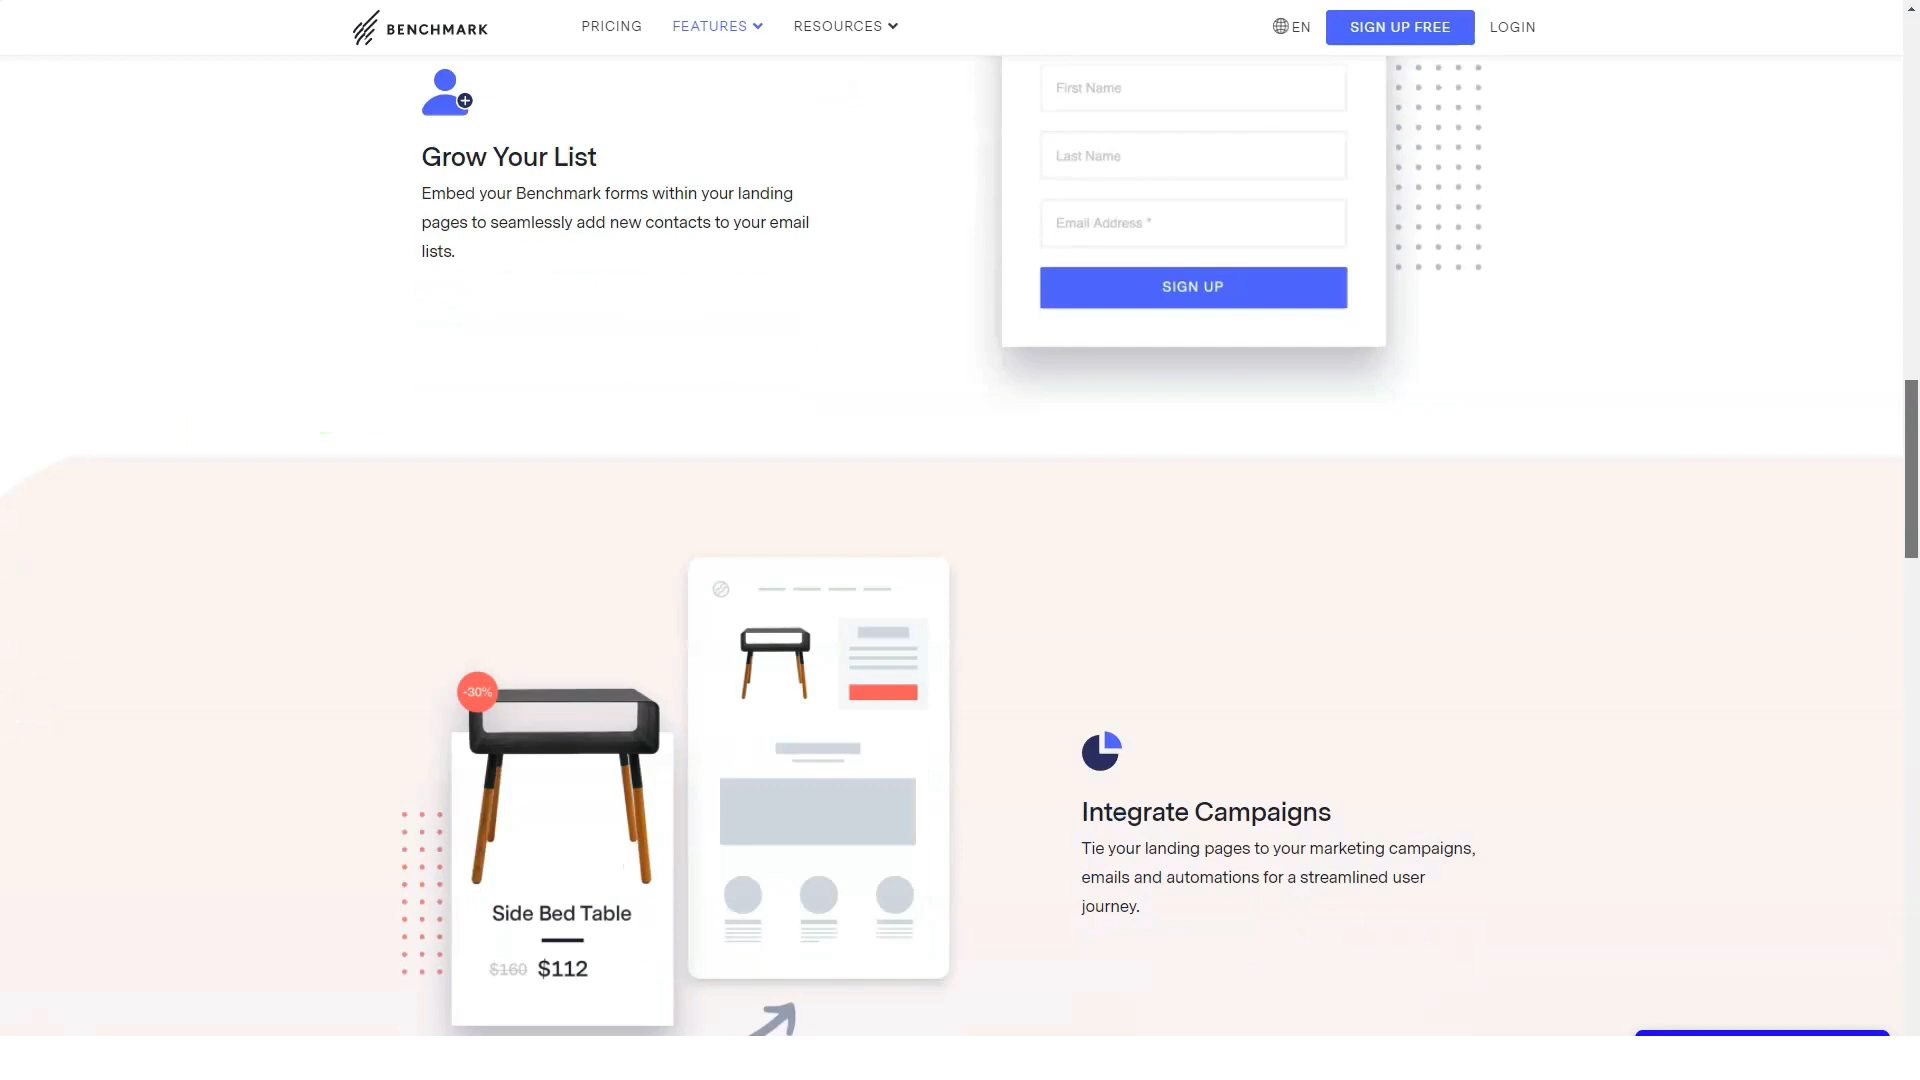 BENCHMARK
PRICING
FEATURES
RESOURCES
EN
SIGN UP FREE
LOGIN
First Name
Last Name
Email Address *
SIGN UP
Grow Your List
Embed your Benchmark forms within your landing
pages to seamlessly add new contacts to your email
lists.
-30%
Side Bed Table
$160 $112
Integrate Campaigns
Tie your landing pages to your marketing campaigns,
emails and automations for a streamlined user
journey.